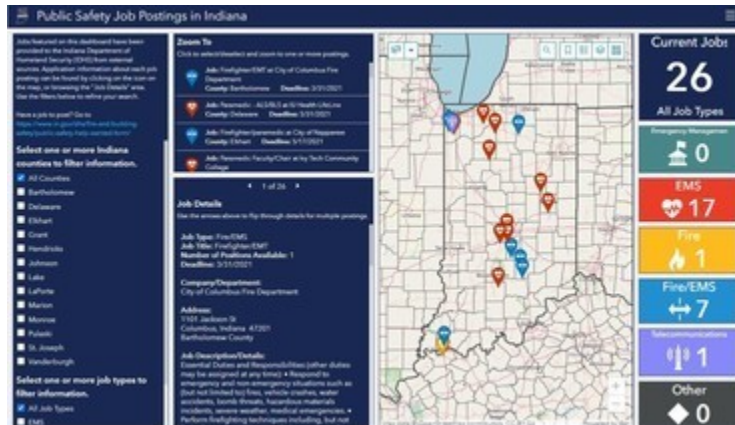 Public Safety Job Postings in Indiana
Jobs featured on this dashboard have been
provided to the Indiana Department of
Homeland Security (IDHS) from external
sources. Application information about each job
posting can be found by clicking on the icon on
the map, or browsing the "Job Details" area.
Use the filters below to refine your search.
Have a job post? Go to
Select one or more Indiana
counties to filter information.
All Counties
Bartholomew
Delaware
Elkhart
Grant
Hendricks
Johnson
Lake
LaPorte
Marion
Monroe
Pulaski
St. Joseph
Vanderburgh
Select one or more job types to
filter information.
All Job Types
EMS
Zoom To
Click to select/deselect and zoom to one or more postings.
Job: Firefighter/EMT at City of Columbus Fire
Department
County: Bartholomew Deadline: 3/31/2021
Job: Paramedic - ALS/BLS at IU Health LifeLine
County: Delaware Deadline: 5/31/2021
Job: Firefighter/paramedic at City of Nappanee
County: Elkhart Deadline: 5/17/2021
Job: Paramedic Faculty/Chair at Ivy Tech Community
College
1 of 26
Job Details
Use the arrows above to flip through details for multiple postings.
Job Type: Fire/EMS
Job Title: Firefighter/EMT
Number of Positions Available: 1
Deadline: 3/31/2021
Company/Department:
City of Columbus Fire Department
Address:
1101 Jackson St
Columbus, Indiana 47201
Bartholomew County
Job Description/Details:
Essential Duties and Responsibilities (other duties
may be assigned at any time): • Respond to
emergency and non emergency situations such as
(but not limited to) fires, vehicle crashes, water
accidents, bomb threats, hazardous materials
incidents, severe weather, medical emergencies. •
Perform firefighting techniques including, but not
Current Jobs
26
All Job Types
Emergency Managemen
0
EMS
17
Fire
1
Fire/EMS
7
Telecommunications
1
Other
0